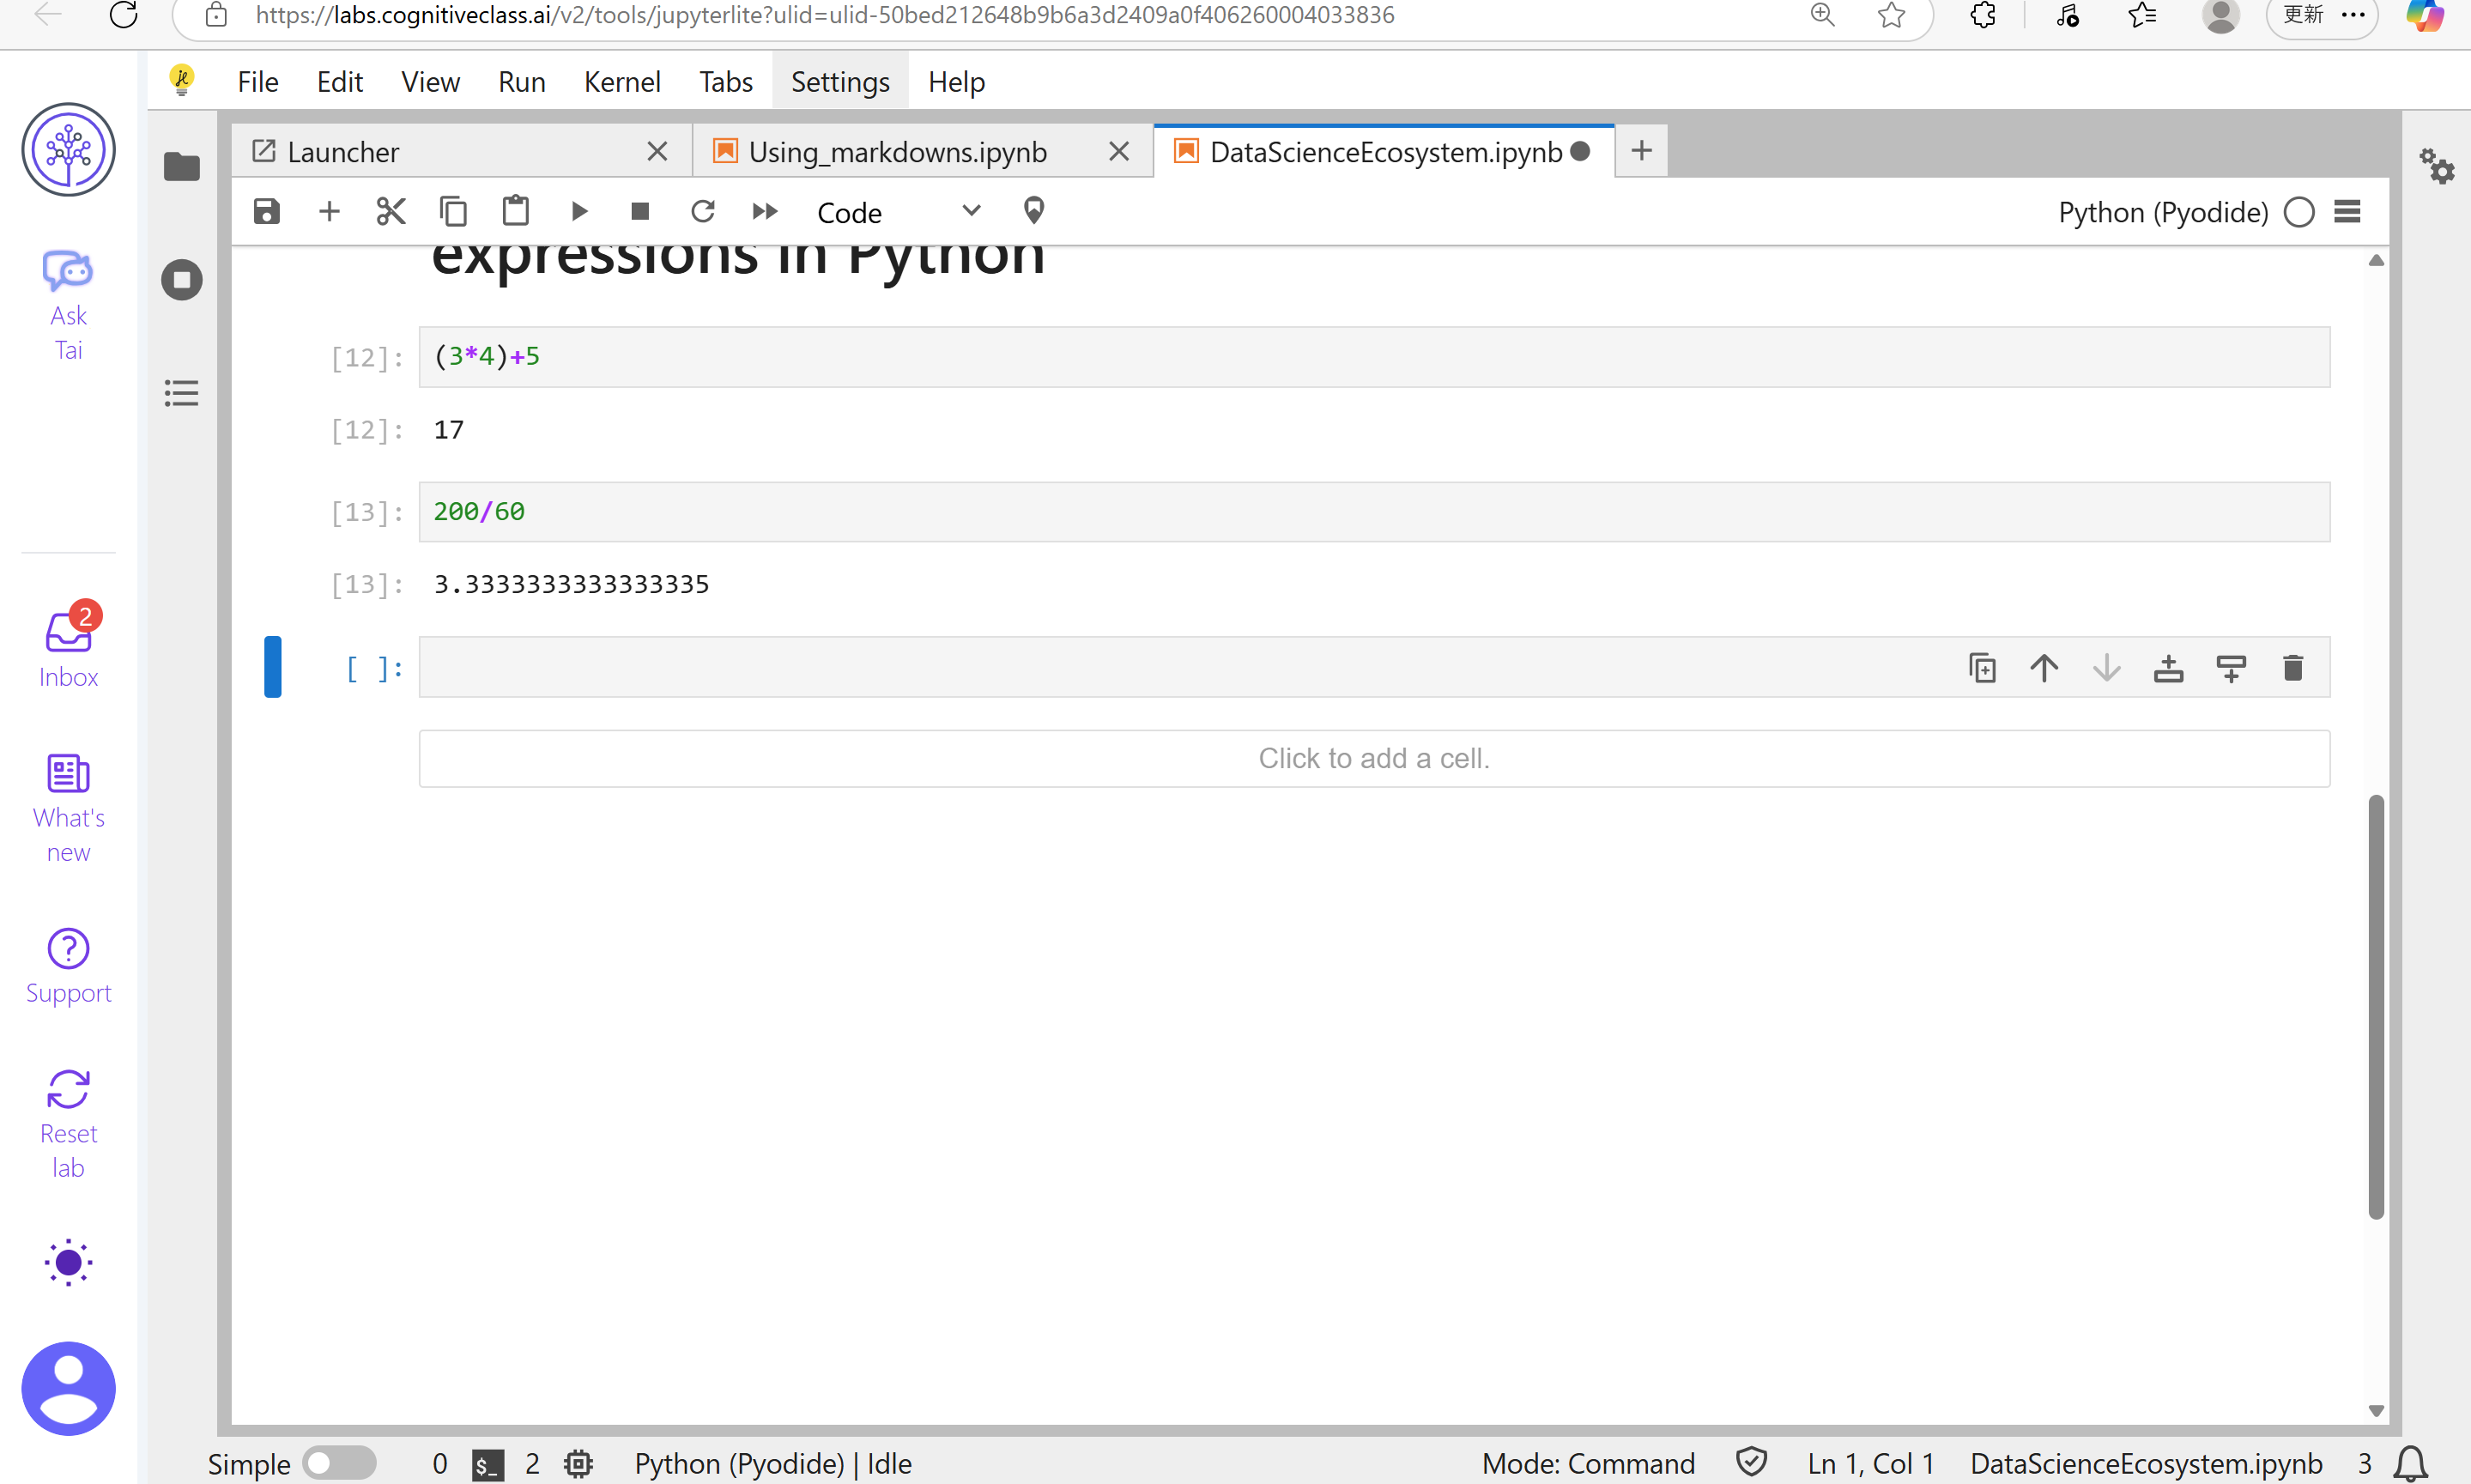 https://labs.cognitiveclass.ai/v2/tools/jupyterlite?ulid=ulid-50bed212648b9b6a3d2409a0f406260004033836
更新
File Edit View Run Kernel Tabs Settings Help
Launcher
Using_markdowns.ipynb
DataScienceEcosystem.ipynb
Code
Python (Pyodide)
Ask
Tai
2
Inbox
What's
new
Support
Reset
lab
expressions in Python
[12]: (3*4)+5
[12]: 17
[13]: 200/60
[13]: 3.3333333333333335
[ ]:
Click to add a cell.
Simple 0 $_ 2 Python (Pyodide) | Idle Mode: Command Ln 1, Col 1 DataScienceEcosystem.ipynb 3